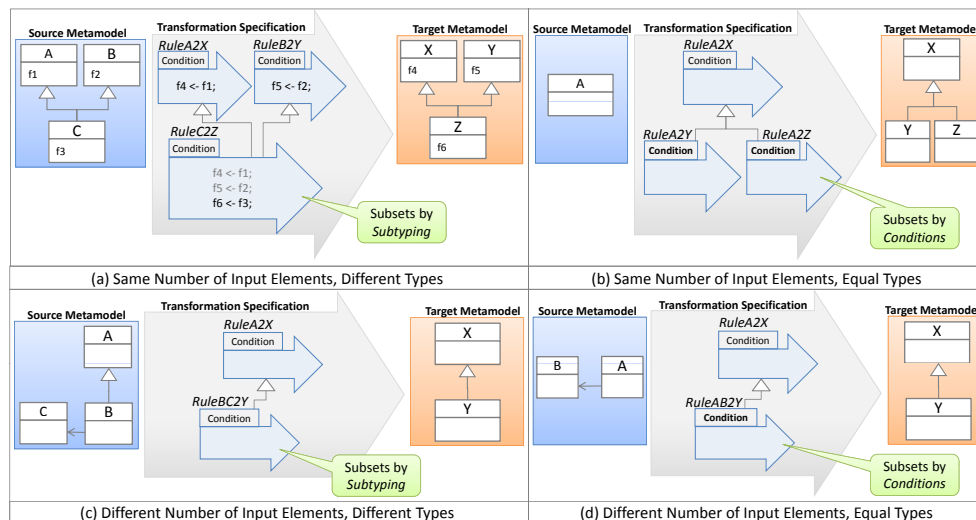 Source Metamodel
Transformation Specification
Target Metamodel
A
f1
B
f2
C
f3
RuleA2X
Condition
f4 <- f1;
RuleB2Y
Condition
f5 <- f2;
RuleC2Z
Condition
f4 <- f1;
f5 <- f2;
f6 <- f3;
X
f4
Y
f5
Z
f6
Subsets by
Subtyping
(a) Same Number of Input Elements, Different Types
Source Metamodel
Transformation Specification
Target Metamodel
A
RuleA2X
Condition
RuleA2Y
Condition
RuleA2Z
Condition
X
Y
Z
Subsets by
Conditions
(b) Same Number of Input Elements, Equal Types
Source Metamodel
Transformation Specification
Target Metamodel
A
C
B
RuleA2X
Condition
RuleBC2Y
Condition
X
Y
Subsets by
Subtyping
(c) Different Number of Input Elements, Different Types
Source Metamodel
Transformation Specification
Target Metamodel
B
A
RuleA2X
Condition
RuleAB2Y
Condition
X
Y
Subsets by
Conditions
(d) Different Number of Input Elements, Equal Types